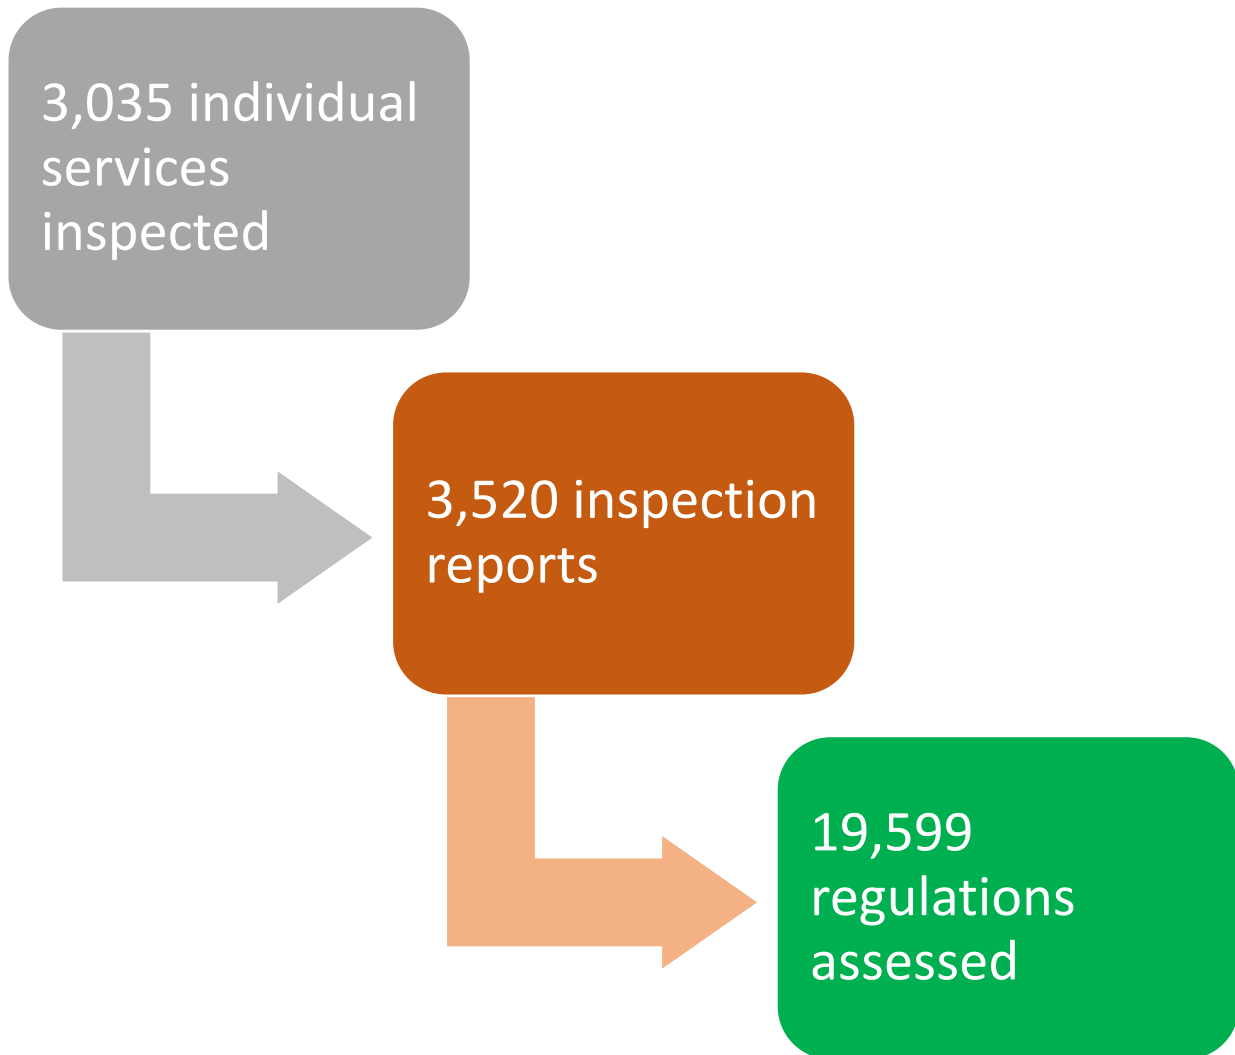 3,035 individual
services
inspected
3,520 inspection
reports
19,599
regulations
assessed